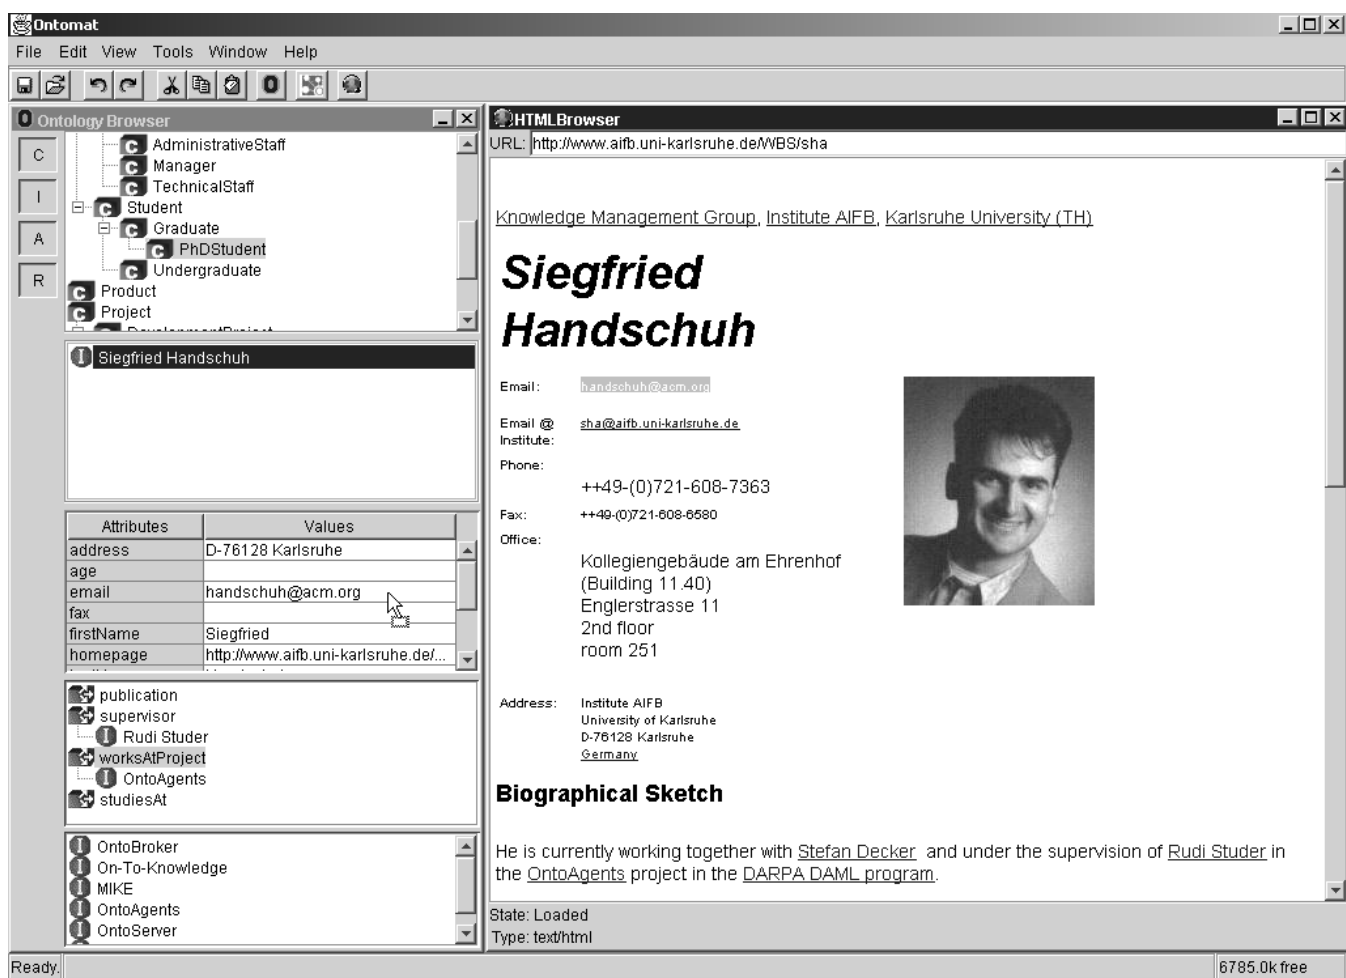 Ontomat
File Edit View Tools Window Help
Ontology Browser
C
I
A
R
AdministrativeStaff
Manager
TechnicalStaff
Student
Graduate
PhDStudent
Undergraduate
Product
Project
DevelopmentProject
Siegfried Handschuh
Attributes Values
address D-76128 Karlsruhe
age
email handschuh@acm.org
fax
firstName Siegfried
homepage http://www.aifb.uni-karlsruhe.de/...
publication
supervisor
Rudi Studer
worksAtProject
OntoAgents
studiesAt
OntoBroker
On-To-Knowledge
MIKE
OntoAgents
OntoServer
HTMLBrowser
URL: http://www.aifb.uni-karlsruhe.de/WBS/sha
Knowledge Management Group, Institute AIFB, Karlsruhe University (TH)
Siegfried
Handschuh
Email: handschuh@acm.org
Email @ sha@aifb.uni-karlsruhe.de
Institute:
Phone:
++49-(0)721-608-7363
Fax: ++49-(0)721-608-6580
Office:
Kollegiengebäude am Ehrenhof
(Building 11.40)
Englerstrasse 11
2nd floor
room 251
Address: Institute AIFB
University of Karlsruhe
D-76128 Karlsruhe
Germany
Biographical Sketch
He is currently working together with Stefan Decker and under the supervision of Rudi Studer in
the OntoAgents project in the DARPA DAML program.
State: Loaded
Type: text/html
Ready.
6785.0k free